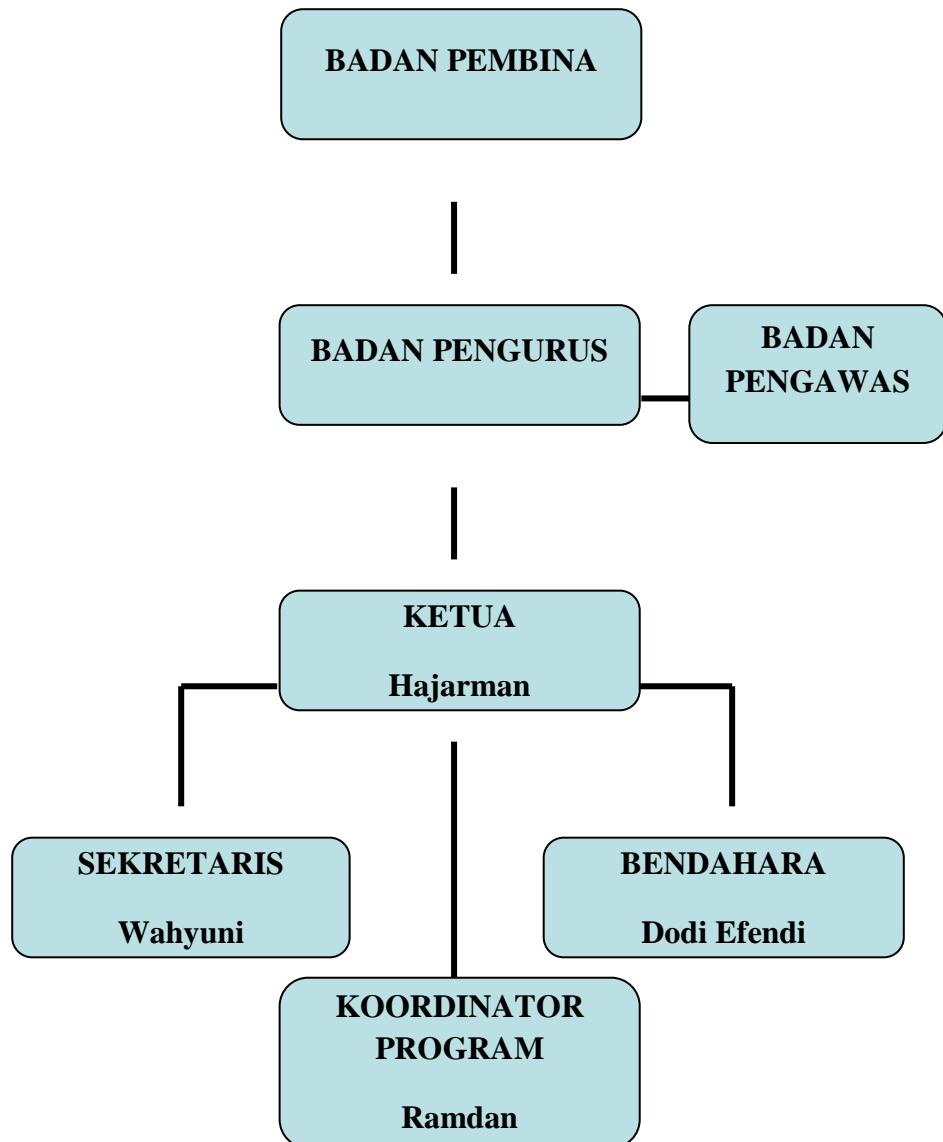 BADAN PEMBINA
BADAN PENGURUS
BADAN
PENGAWAS
KETUA
Hajarman
SEKRETARIS
Wahyuni
BENDAHARA
Dodi Efendi
KOORDINATOR
PROGRAM
Ramdan